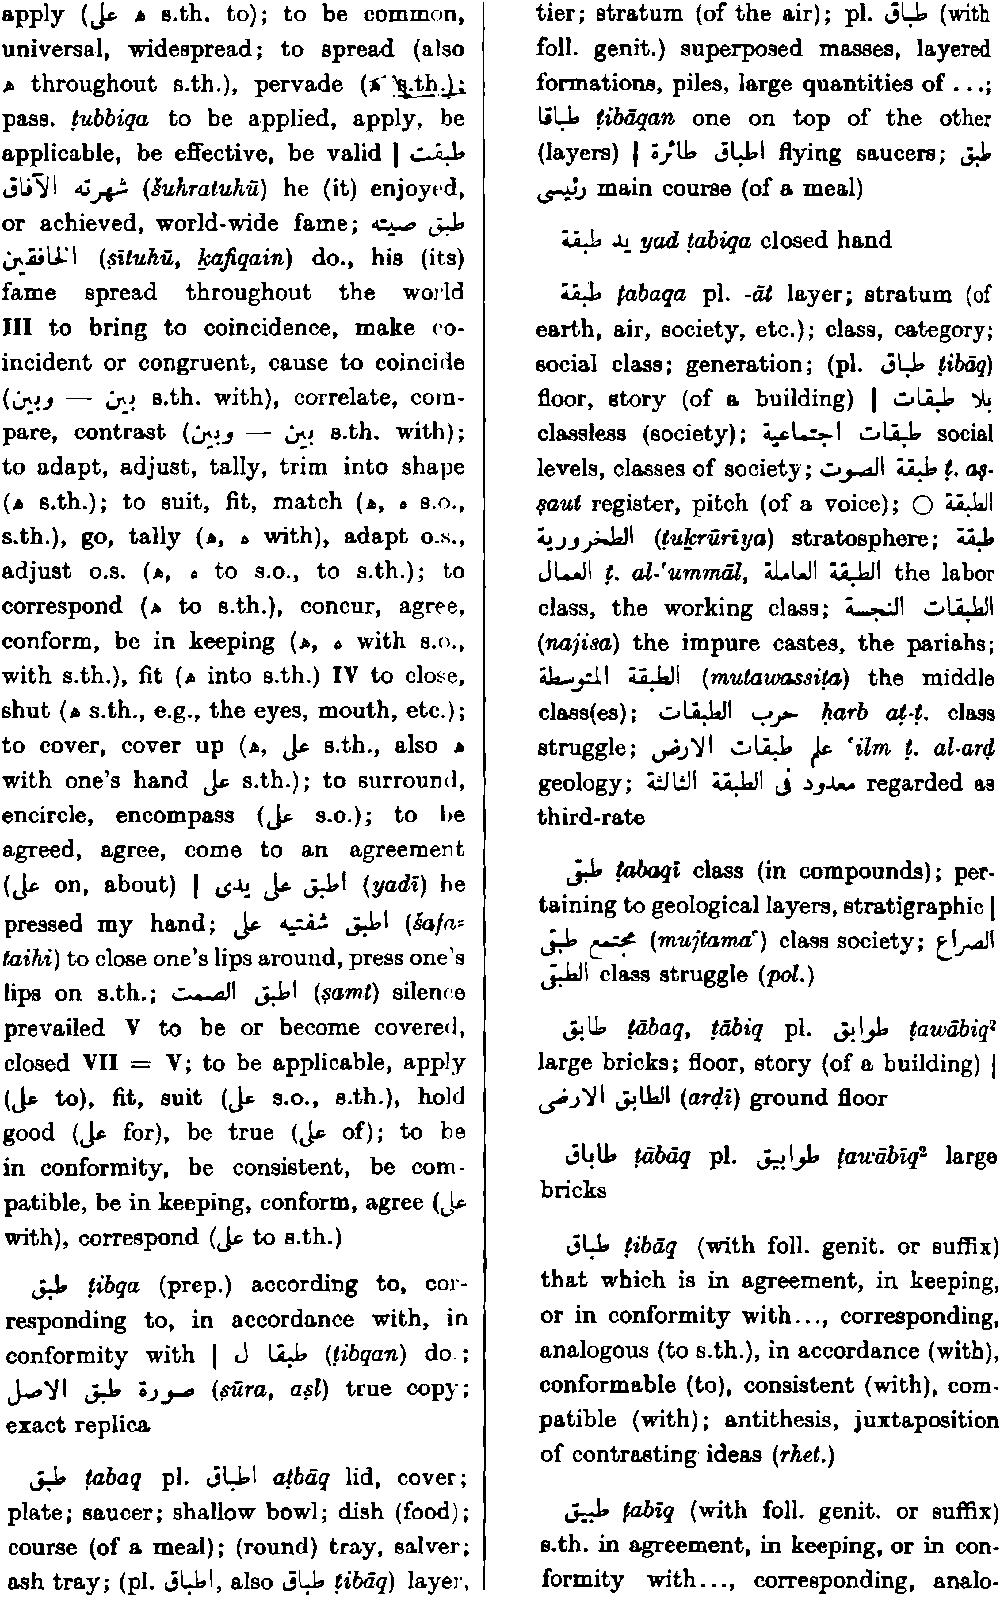 apply (على ه s.th. to); to be common,
universal, widespread; to spread (also
ه throughout s.th.), pervade (ه s.th.);
pass. ṭubbiqa to be applied, apply, be
applicable, be effective, be valid | طبقت
شهرته الآفاق (šuhratuhū) he (it) enjoyed,
or achieved, world-wide fame; طبق صيته
الخافقين (ṣītuhū, ḵafiqain) do., his (its)
fame spread throughout the world
III to bring to coincidence, make co-
incident or congruent, cause to coincide
(بين — وبين s.th. with), correlate, com-
pare, contrast (بين — وبين s.th. with);
to adapt, adjust, tally, trim into shape
(ه s.th.); to suit, fit, match (ه, ه s.o.,
s.th.), go, tally (ه, ه with), adapt o.s.,
adjust o.s. (ه, ه to s.o., to s.th.); to
correspond (ه to s.th.), concur, agree,
conform, be in keeping (ه, ه with s.o.,
with s.th.), fit (ه into s.th.) IV to close,
shut (ه s.th., e.g., the eyes, mouth, etc.);
to cover, cover up (ه, على s.th., also ه
with one's hand على s.th.); to surround,
encircle, encompass (على s.o.); to be
agreed, agree, come to an agreement
(على on, about) | اطبق على يدى (yadī) he
pressed my hand; اطبق شفتيه على (šafa=
taihi) to close one's lips around, press one's
lips on s.th.; اطبق الصمت (ṣamt) silence
prevailed V to be or become covered,
closed VII = V; to be applicable, apply
(على to), fit, suit (على s.o., s.th.), hold
good (على for), be true (على of); to be
in conformity, be consistent, be com-
patible, be in keeping, conform, agree (على
with), correspond (على to s.th.)
طبق ṭibqa (prep.) according to, cor-
responding to, in accordance with, in
conformity with | طبقا ل (ṭibqan) do.;
صورة طبق الاصل (ṣūra, aṣl) true copy;
exact replica
طبق ṭabaq pl. اطباق aṭbāq lid, cover;
plate; saucer; shallow bowl; dish (food);
course (of a meal); (round) tray, salver;
ash tray; (pl. اطباق, also طباق ṭibāq) layer,
tier; stratum (of the air); pl. طباق (with
foll. genit.) superposed masses, layered
formations, piles, large quantities of ...;
طباقا ṭibāqan one on top of the other
(layers) | اطباق طائرة flying saucers; طبق
رئيسى main course (of a meal)
يد طبقة yad ṭabiqa closed hand
طبقة ṭabaqa pl. -āt layer; stratum (of
earth, air, society, etc.); class, category;
social class; generation; (pl. طباق ṭibāq)
floor, story (of a building) | بلا طبقات
classless (society); طبقات اجتماعية social
levels, classes of society; طبقة الصوت ṭ. aṣ-
ṣaut register, pitch (of a voice); ○ الطبقة
الطخرورية (ṭuḵrūrīya) stratosphere; طبقة
العمال ṭ. al-ʿummāl, الطبقة العاملة the labor
class, the working class; الطبقات النجسة
(najisa) the impure castes, the pariahs;
الطبقة المتوسطة (mutawassiṭa) the middle
class(es); حرب الطبقات ḥarb aṭ-ṭ. class
struggle; علم طبقات الارض ʿilm ṭ. al-arḍ
geology; معدود فى الطبقة الثالثة regarded as
third-rate
طبقى ṭabaqī class (in compounds); per-
taining to geological layers, stratigraphic |
مجتمع طبقى (mujtamaʿ) class society; الصراع
الطبقى class struggle (pol.)
طابق ṭābaq, ṭābiq pl. طوابق ṭawābiq²
large bricks; floor, story (of a building) |
الطابق الارضى (arḍī) ground floor
طاباق ṭābāq pl. طوابيق ṭawābīq² large
bricks
طباق ṭibāq (with foll. genit. or suffix)
that which is in agreement, in keeping,
or in conformity with..., corresponding,
analogous (to s.th.), in accordance (with),
conformable (to), consistent (with), com-
patible (with); antithesis, juxtaposition
of contrasting ideas (rhet.)
طبيق ṭabīq (with foll. genit. or suffix)
s.th. in agreement, in keeping, or in con-
formity with..., corresponding, analo-